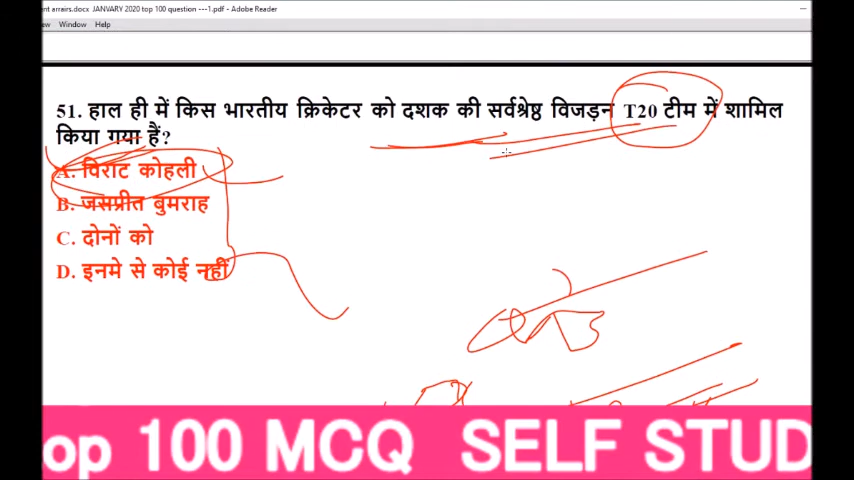 ent arrairs.docx JANVARY 2020 top 100 question ---1.pdf - Adobe Reader
ew Window Help
51. हाल ही में किस भारतीय क्रिकेटर को दशक की सर्वश्रेष्ठ विजड़न T20 टीम में शामिल
किया गया हैं?
A. विराट कोहली
B. जसप्रीत बुमराह
C. दोनों को
D. इनमे से कोई नहीं
op 100 MCQ SELF STUD